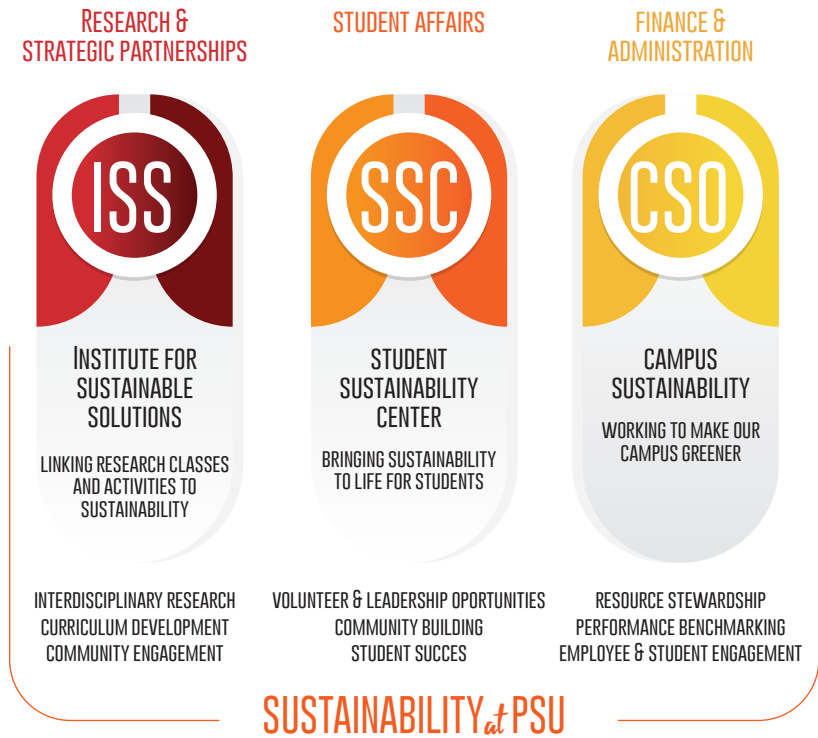 RESEARCH &
STRATEGIC PARTNERSHIPS
ISS
INSTITUTE FOR
SUSTAINABLE
SOLUTIONS
LINKING RESEARCH CLASSES
AND ACTIVITIES TO
SUSTAINABILITY
INTERDISCIPLINARY RESEARCH
CURRICULUM DEVELOPMENT
COMMUNITY ENGAGEMENT
STUDENT AFFAIRS
SSC
STUDENT
SUSTAINABILITY
CENTER
BRINGING SUSTAINABILITY
TO LIFE FOR STUDENTS
VOLUNTEER & LEADERSHIP OPORTUNITIES
COMMUNITY BUILDING
STUDENT SUCCES
FINANCE &
ADMINISTRATION
CSO
CAMPUS
SUSTAINABILITY
WORKING TO MAKE OUR
CAMPUS GREENER
RESOURCE STEWARDSHIP
PERFORMANCE BENCHMARKING
EMPLOYEE & STUDENT ENGAGEMENT
SUSTAINABILITY at PSU